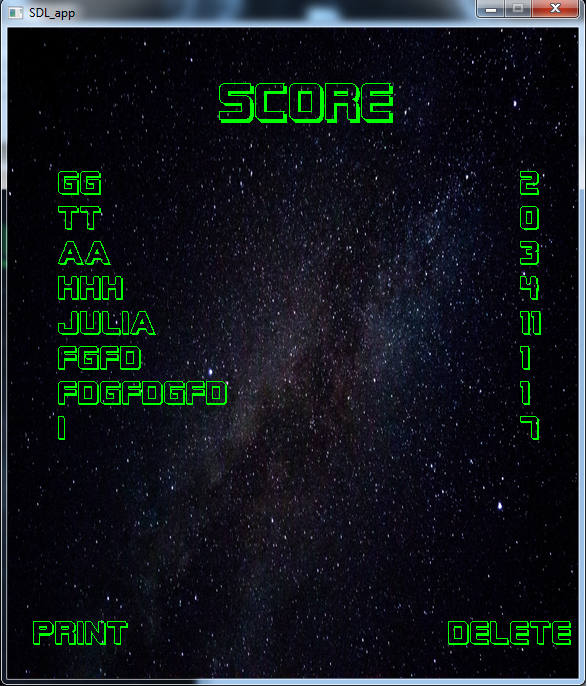 SDL_app
SCORE
GG 2
TT 0
AA 3
HHH 4
JULIA 11
FGFD 1
FDGFDGFD 1
I 7
PRINT DELETE